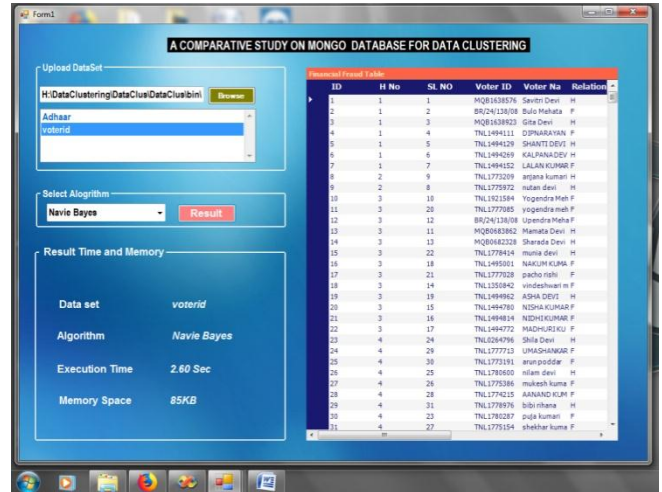 Form1
A COMPARATIVE STUDY ON MONGO DATABASE FOR DATA CLUSTERING
Upload DataSet
H:\DataClustering\DataClus\DataClus\bin\ Browse
Adhaar
voterid
Select Alogrithm
Navie Bayes Result
Result Time and Memory
Data set voterid
Algorithm Navie Bayes
Execution Time 2.60 Sec
Memory Space 85KB
Financial Fraud Table
ID H No SL NO Voter ID Voter Na Relation
1 1 1 MQB1638576 Savitri Devi H
2 1 2 BR/24/138/08 Bulo Mehata F
3 1 3 MQB1638923 Gita Devi H
4 1 4 TNL1494111 DIPNARAYAN F
5 1 5 TNL1494129 SHANTI DEVI H
6 1 6 TNL1494269 KALPANADEV H
7 1 7 TNL1494152 LALAN KUMAR F
8 2 9 TNL1773209 anjana kumari H
9 2 8 TNL1775972 nutan devi H
10 3 10 TNL1921584 Yogendra Meh F
11 3 20 TNL1777085 yogendra meh F
12 3 12 BR/24/138/08 Upendra Meha F
13 3 11 MQB0683862 Mamata Devi H
14 3 13 MQB0682328 Sharada Devi H
15 3 22 TNL1778414 munia devi H
16 3 18 TNL1495001 NAKUM KUMA F
17 3 21 TNL1777028 pacho rishi F
18 3 14 TNL1350842 vindeshwari m F
19 3 19 TNL1494962 ASHA DEVI H
20 3 15 TNL1494780 NISHA KUMAR F
21 3 16 TNL1494814 NIDHI KUMAR F
22 3 17 TNL1494772 MADHURI KU F
23 4 24 TNL0264796 Shila Devi H
24 4 29 TNL1777713 UMASHANKAR F
25 4 30 TNL1773191 arun poddar F
26 4 25 TNL1780600 nilam devi H
27 4 26 TNL1775386 mukesh kuma F
28 4 28 TNL1774215 AANAND KUM F
29 4 31 TNL1778976 bibi rihana H
30 4 23 TNL1780287 puja kumari F
31 4 27 TNL1775154 shekhar kuma F